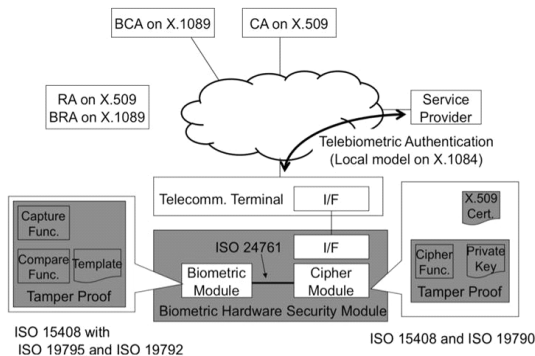 BCA on X.1089
CA on X.509
RA on X.509
BRA on X.1089
Service
Provider
Telebiometric Authentication
(Local model on X.1084)
Telecomm. Terminal
I/F
I/F
ISO 24761
Biometric
Module
Cipher
Module
Biometric Hardware Security Module
Capture
Func.
Compare
Func.
Template
Tamper Proof
ISO 15408 with
ISO 19795 and ISO 19792
X.509
Cert.
Cipher
Func.
Private
Key
Tamper Proof
ISO 15408 and ISO 19790